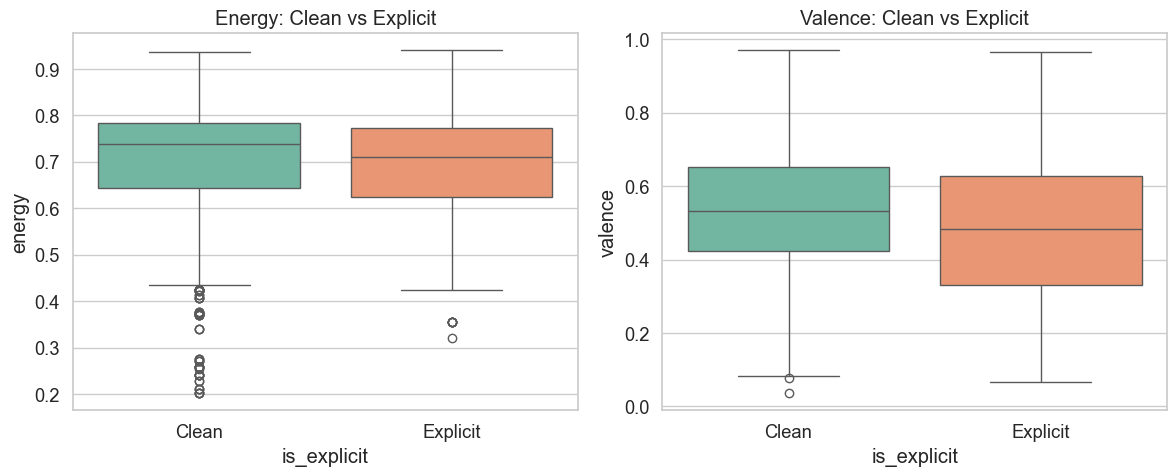 Energy: Clean vs Explicit
energy
0.9
0.8
0.7
0.6
0.5
0.4
0.3
0.2
Clean
Explicit
is_explicit
Valence: Clean vs Explicit
valence
1.0
0.8
0.6
0.4
0.2
0.0
Clean
Explicit
is_explicit